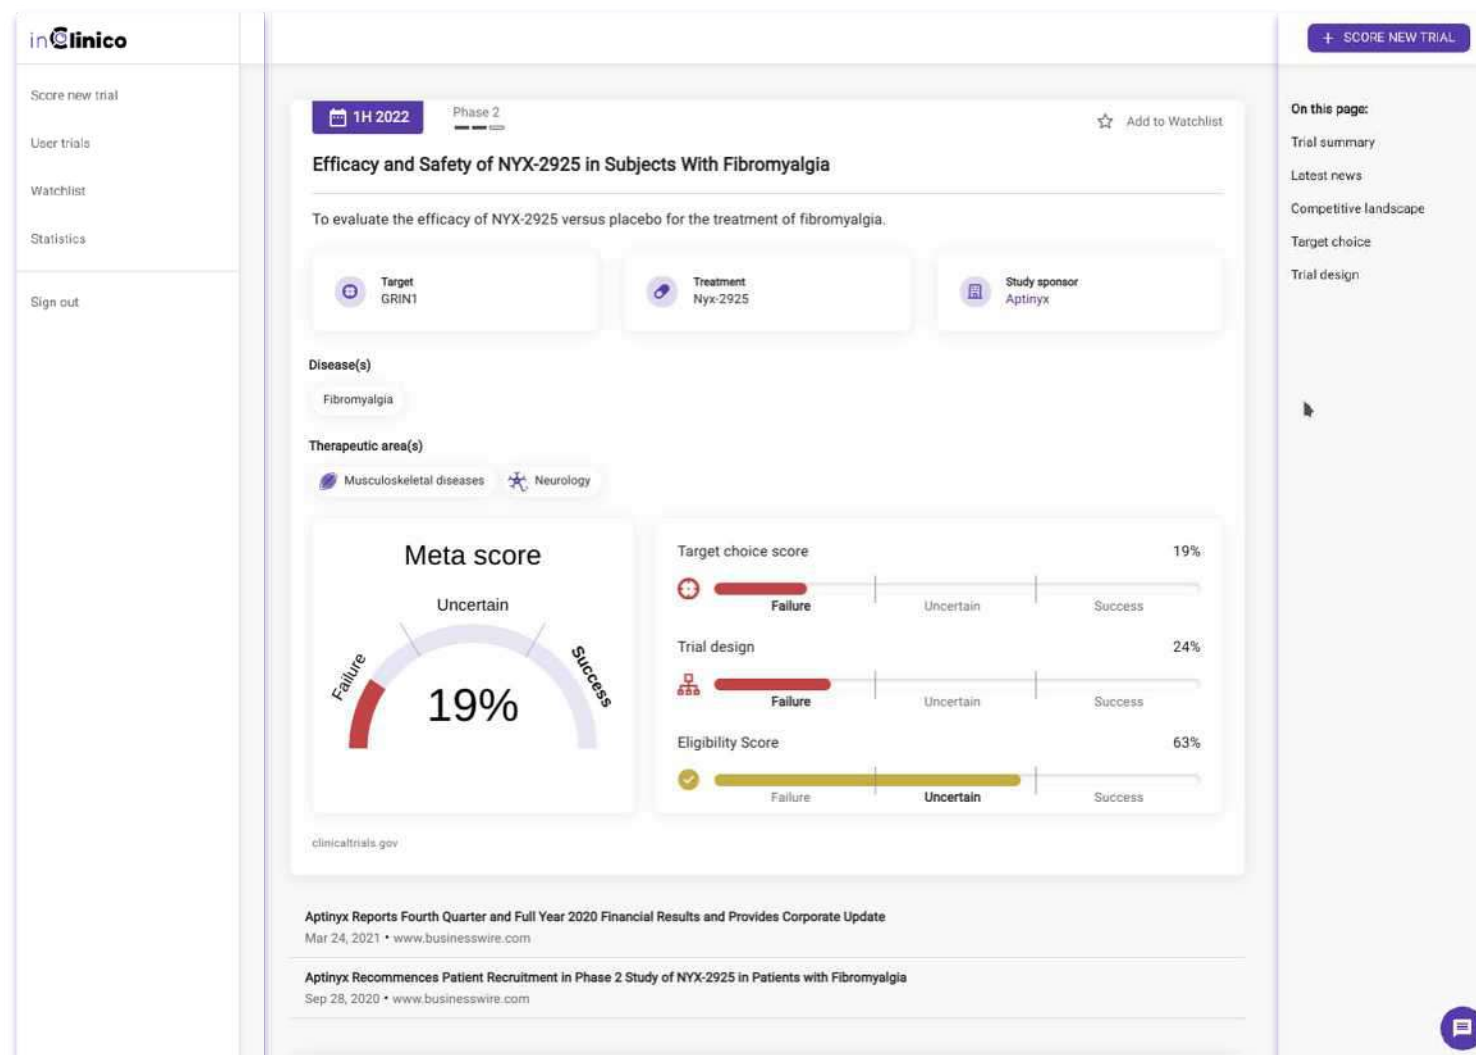 inClinico
Score new trial
User trials
Watchlist
Statistics
Sign out
1H 2022
Phase 2
Add to Watchlist
Efficacy and Safety of NYX-2925 in Subjects With Fibromyalgia
To evaluate the efficacy of NYX-2925 versus placebo for the treatment of fibromyalgia.
Target
GRIN1
Treatment
Nyx-2925
Study sponsor
Aptinyx
Disease(s)
Fibromyalgia
Therapeutic area(s)
Musculoskeletal diseases
Neurology
Meta score
Uncertain
Failure
Success
19%
Target choice score 19%
Failure Uncertain Success
Trial design 24%
Failure Uncertain Success
Eligibility Score 63%
Failure Uncertain Success
clinicaltrials.gov
Aptinyx Reports Fourth Quarter and Full Year 2020 Financial Results and Provides Corporate Update
Mar 24, 2021 • www.businesswire.com
Aptinyx Recommences Patient Recruitment in Phase 2 Study of NYX-2925 in Patients with Fibromyalgia
Sep 28, 2020 • www.businesswire.com
+ SCORE NEW TRIAL
On this page:
Trial summary
Latest news
Competitive landscape
Target choice
Trial design